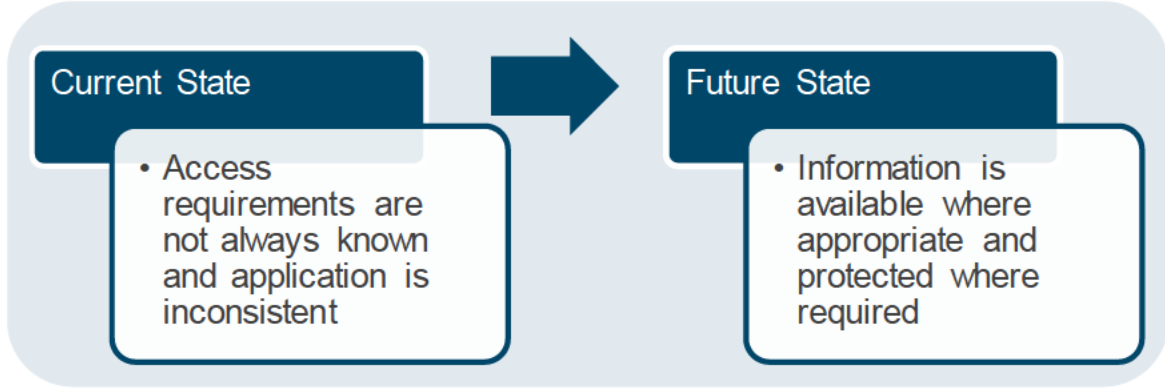 Current State
• Access
requirements are
not always known
and application is
inconsistent
Future State
• Information is
available where
appropriate and
protected where
required